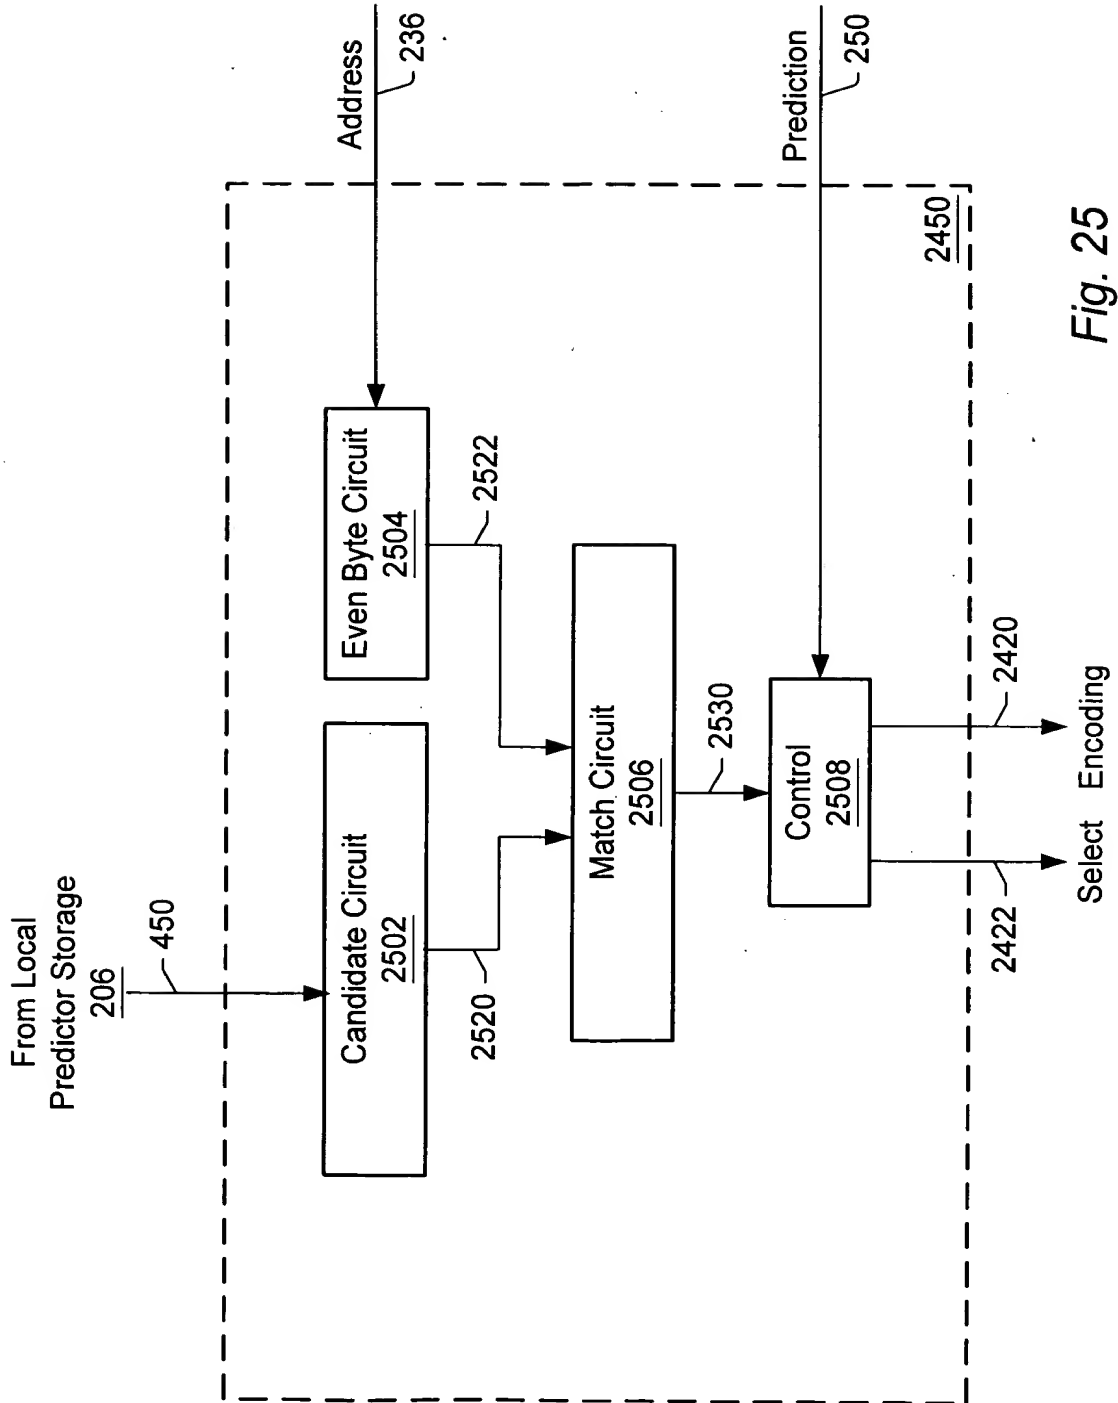 From Local
Predictor Storage
206
450
Address
236
Candidate Circuit
2502
Even Byte Circuit
2504
2520
2522
Match Circuit
2506
2530
Prediction
250
Control
2508
2450
2422
2420
Select
Encoding
Fig. 25